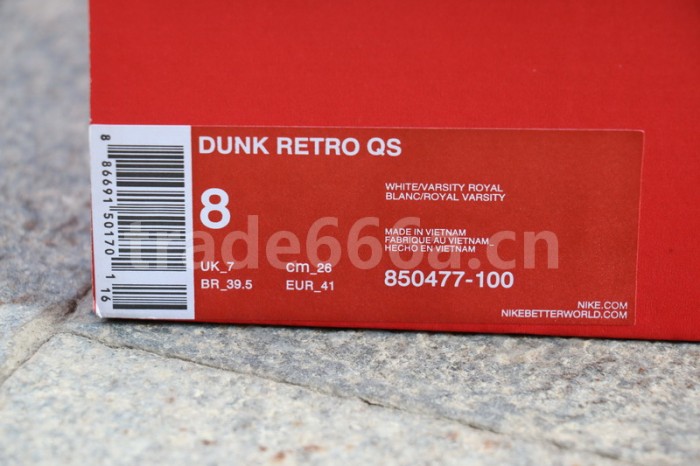 DUNK RETRO QS
8
WHITE/VARSITY ROYAL
BLANC/ROYAL VARSITY
MADE IN VIETNAM
FABRIQUE AU VIETNAM
HECHO EN VIETNAM
UK_7 cm_26
BR_39.5 EUR_41
850477-100
NIKE.COM
NIKEBETTERWORLD.COM
8 86691 50170 1 16
trade666a.cn